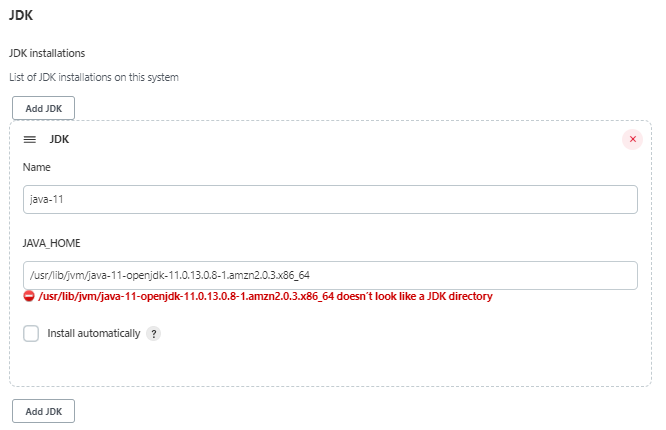 JDK
JDK installations
List of JDK installations on this system
Add JDK
JDK
Name
java-11
JAVA_HOME
/usr/lib/jvm/java-11-openjdk-11.0.13.0.8-1.amzn2.0.3.x86_64
/usr/lib/jvm/java-11-openjdk-11.0.13.0.8-1.amzn2.0.3.x86_64 doesn't look like a JDK directory
Install automatically ?
Add JDK